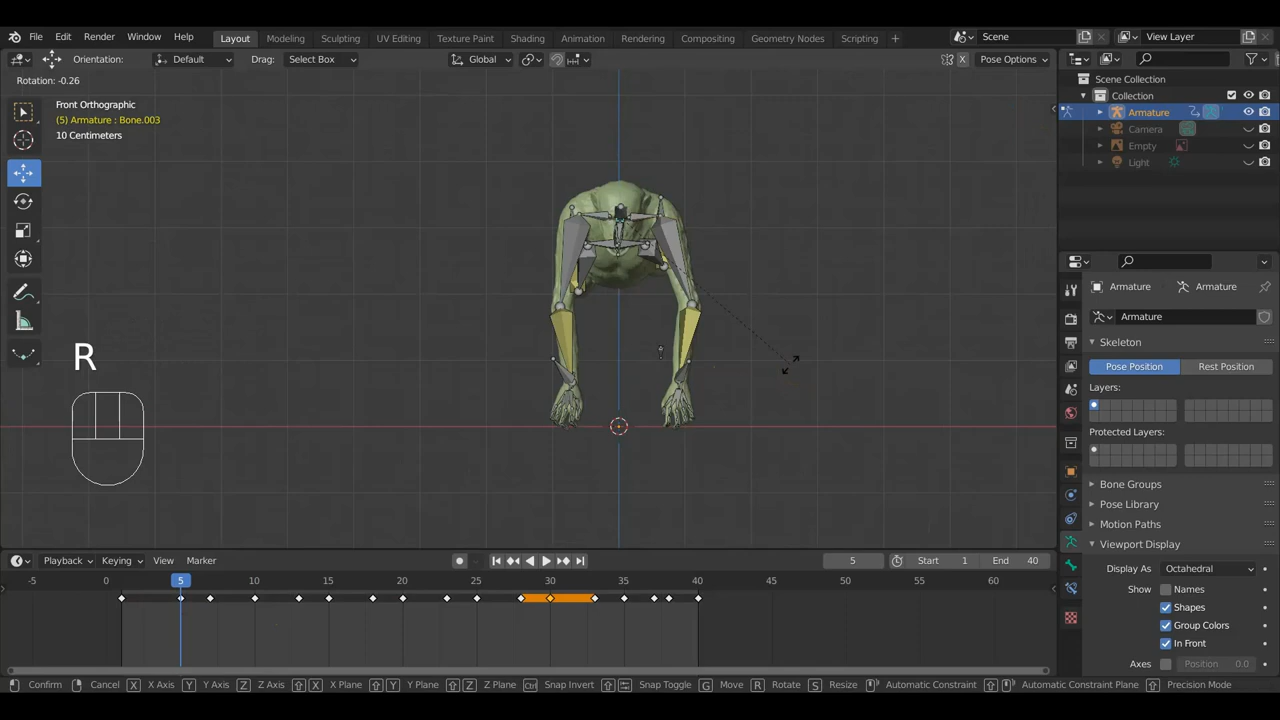 File Edit Render Window Help Layout Modeling Sculpting UV Editing Texture Paint Shading Animation Rendering Compositing Geometry Nodes Scripting + Scene View Layer
Orientation: Default Drag: Select Box Global X Pose Options
Rotation: -0.26
Front Orthographic
(5) Armature : Bone.003
10 Centimeters
R
Scene Collection
Collection
Armature
Camera
Empty
Light
Armature Armature
Armature
Skeleton
Pose Position Rest Position
Layers:
Protected Layers:
Bone Groups
Pose Library
Motion Paths
Viewport Display
Display As Octahedral
Show Names
Shapes
Group Colors
In Front
Axes Position 0.0
Playback Keying View Marker 5 Start 1 End 40
-5 0 5 10 15 20 25 30 35 40 45 50 55 60
Confirm Cancel X X Axis Y Y Axis Z Z Axis X X Plane Y Y Plane Z Z Plane Ctrl Snap Invert Snap Toggle G Move R Rotate S Resize Automatic Constraint Automatic Constraint Plane Precision Mode